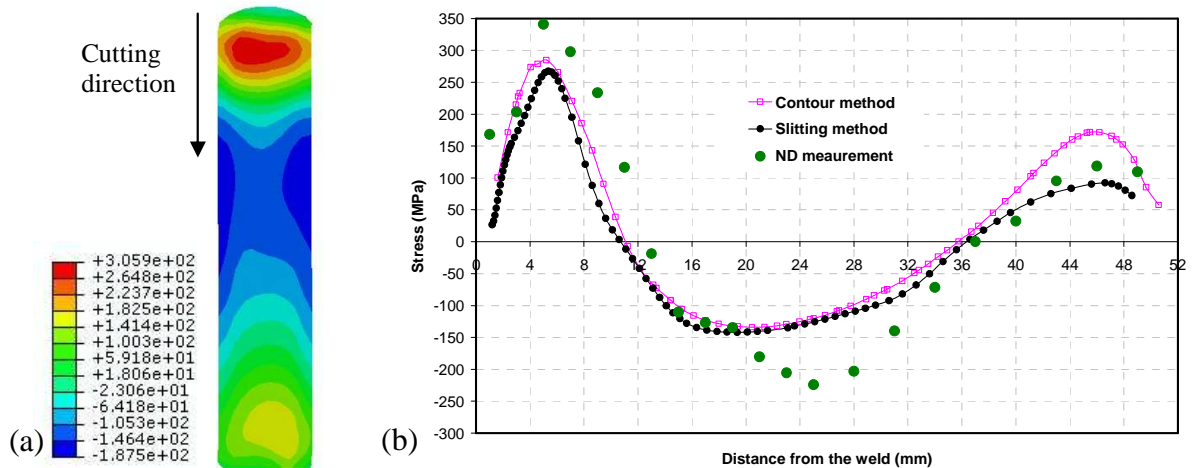 (a)
Cutting
direction
+3.059e+02
+2.648e+02
+2.237e+02
+1.825e+02
+1.414e+02
+1.003e+02
+5.918e+01
+1.806e+01
-2.306e+01
-6.418e+01
-1.053e+02
-1.464e+02
-1.875e+02
(b)
Stress (MPa)
350
300
250
200
150
100
50
0
-50
-100
-150
-200
-250
-300
0 4 8 12 16 20 24 28 32 36 40 44 48 52
Contour method
Slitting method
ND meaurement
Distance from the weld (mm)